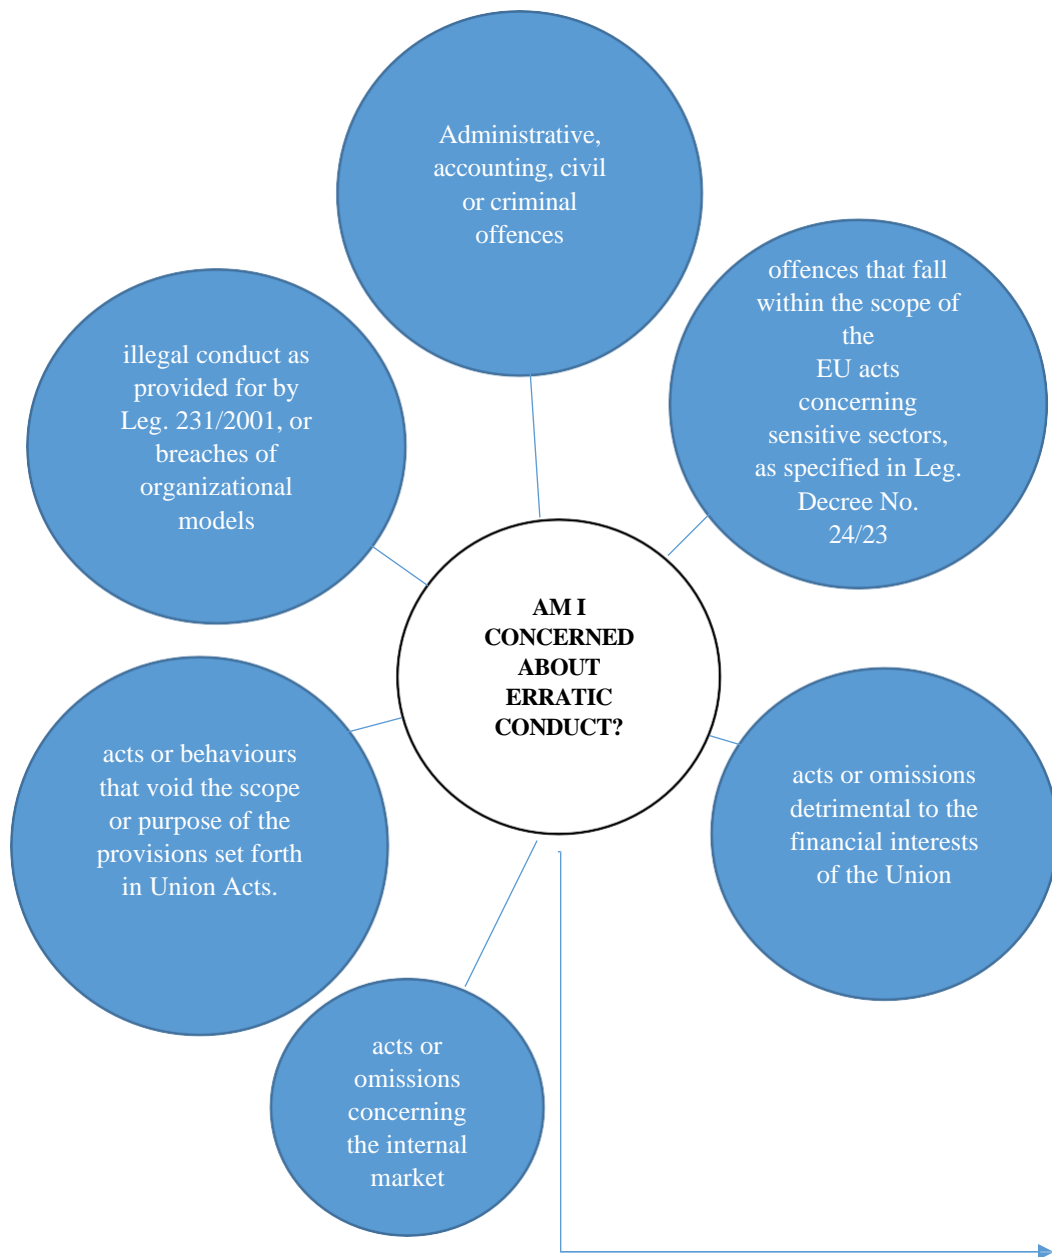 Administrative,
accounting, civil
or criminal
offences
offences that fall
within the scope of
the
EU acts
concerning
sensitive sectors,
as specified in Leg.
Decree No.
24/23
illegal conduct as
provided for by
Leg. 231/2001, or
breaches of
organizational
models
AM I
CONCERNED
ABOUT
ERRATIC
CONDUCT?
acts or behaviours
that void the scope
or purpose of the
provisions set forth
in Union Acts.
acts or omissions
detrimental to the
financial interests
of the Union
acts or
omissions
concerning
the internal
market